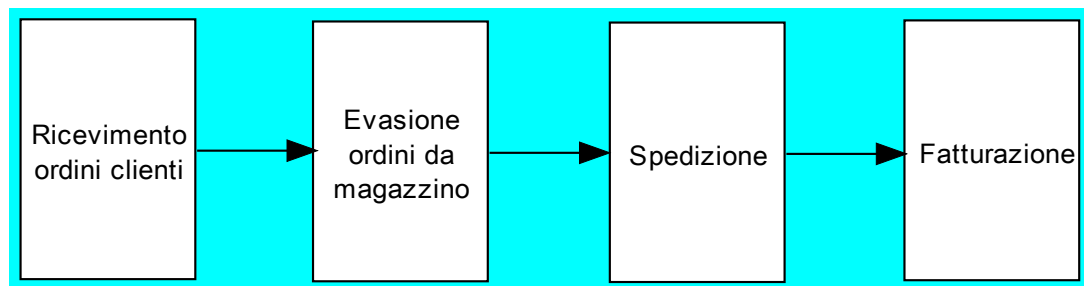 Ricevimento
ordini clienti
Evasione
ordini da
magazzino
Spedizione
Fatturazione